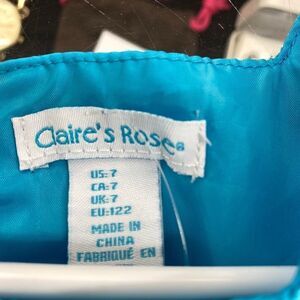 Claire's Rose
US: 7
CA: 7
UK: 7
EU: 122
MADE IN
CHINA
FABRIQUÉ EN